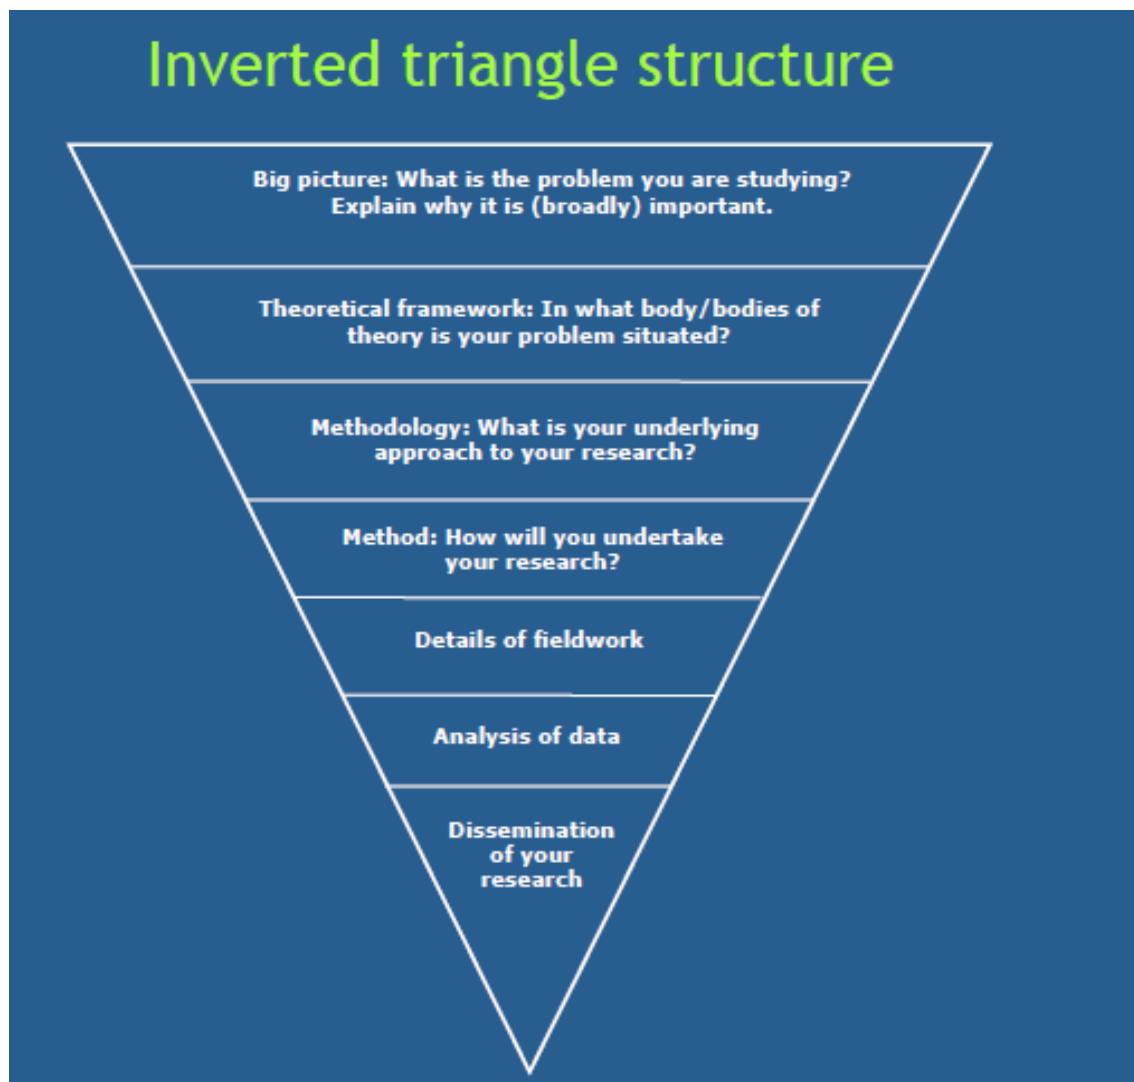 Inverted triangle structure
Big picture: What is the problem you are studying?
Explain why it is (broadly) important.
Theoretical framework: In what body/bodies of
theory is your problem situated?
Methodology: What is your underlying
approach to your research?
Method: How will you undertake
your research?
Details of fieldwork
Analysis of data
Dissemination
of your
research